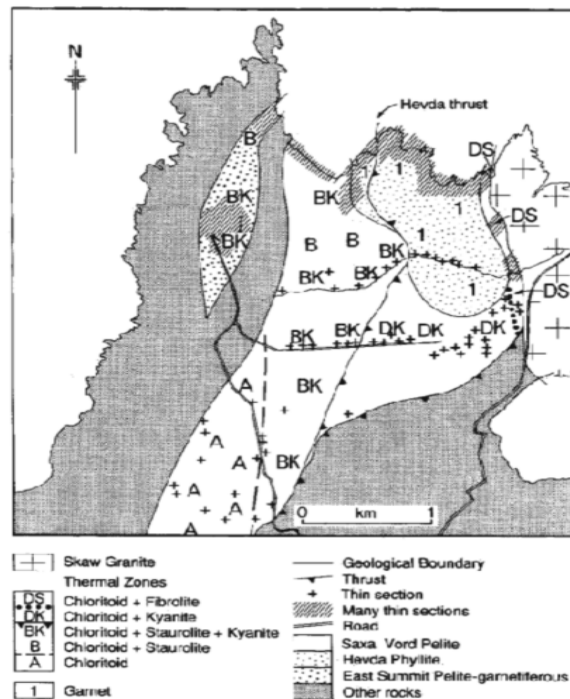 N
Hevda thrust
B
DS
1
BK
BK
1
1
DS
B
B
BK
BK
1
BK
BK
1
DS
BK
BK
DK
DK
DK
A
BK
A
BK
A
A
A
0 km 1
Skaw Granite
Thermal Zones
DS Chloritoid + Fibrolite
DK Chloritoid + Kyanite
BK Chloritoid + Staurolite + Kyanite
B Chloritoid + Staurolite
A Chloritoid
1 Garnet
Geological Boundary
Thrust
Thin section
Many thin sections
Road
Saxa Vord Pelite
Hevda Phyllite
East Summit Pelite-garnetiferous
Other rocks